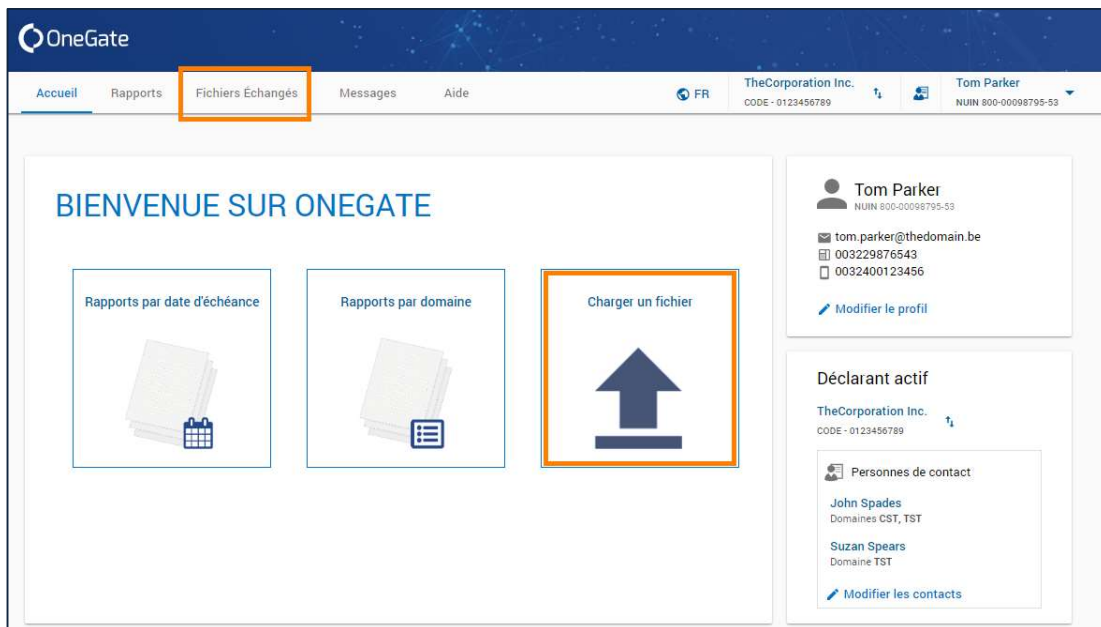 OneGate
Accueil Rapports Fichiers Échangés Messages Aide FR TheCorporation Inc. Tom Parker
CODE - 0123456789 NUIN 800-00098795-53
BIENVENUE SUR ONEGATE
Rapports par date d'échéance Rapports par domaine Charger un fichier
Tom Parker
NUIN 800-00098795-53
tom.parker@thedomain.be
003229876543
0032400123456
Modifier le profil
Déclarant actif
TheCorporation Inc.
CODE - 0123456789
Personnes de contact
John Spades
Domaines CST, TST
Suzan Spears
Domaine TST
Modifier les contacts